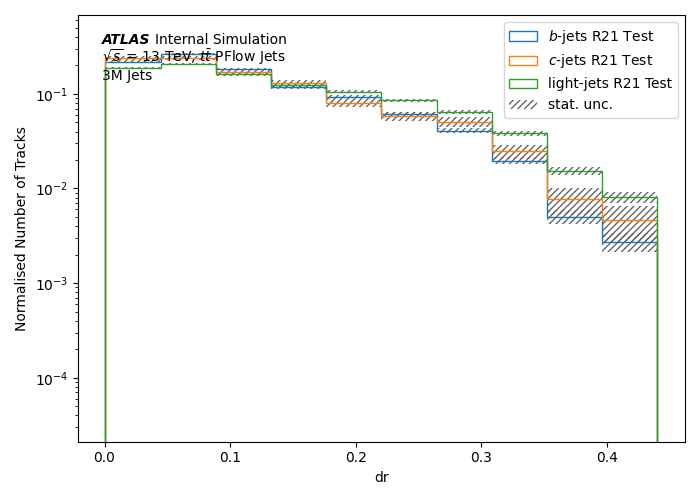 ATLAS Internal Simulation
√s = 13 TeV, tt̄ PFlow Jets
3M Jets
b-jets R21 Test
c-jets R21 Test
light-jets R21 Test
stat. unc.
Normalised Number of Tracks
10⁻¹
10⁻²
10⁻³
10⁻⁴
0.0 0.1 0.2 0.3 0.4
dr